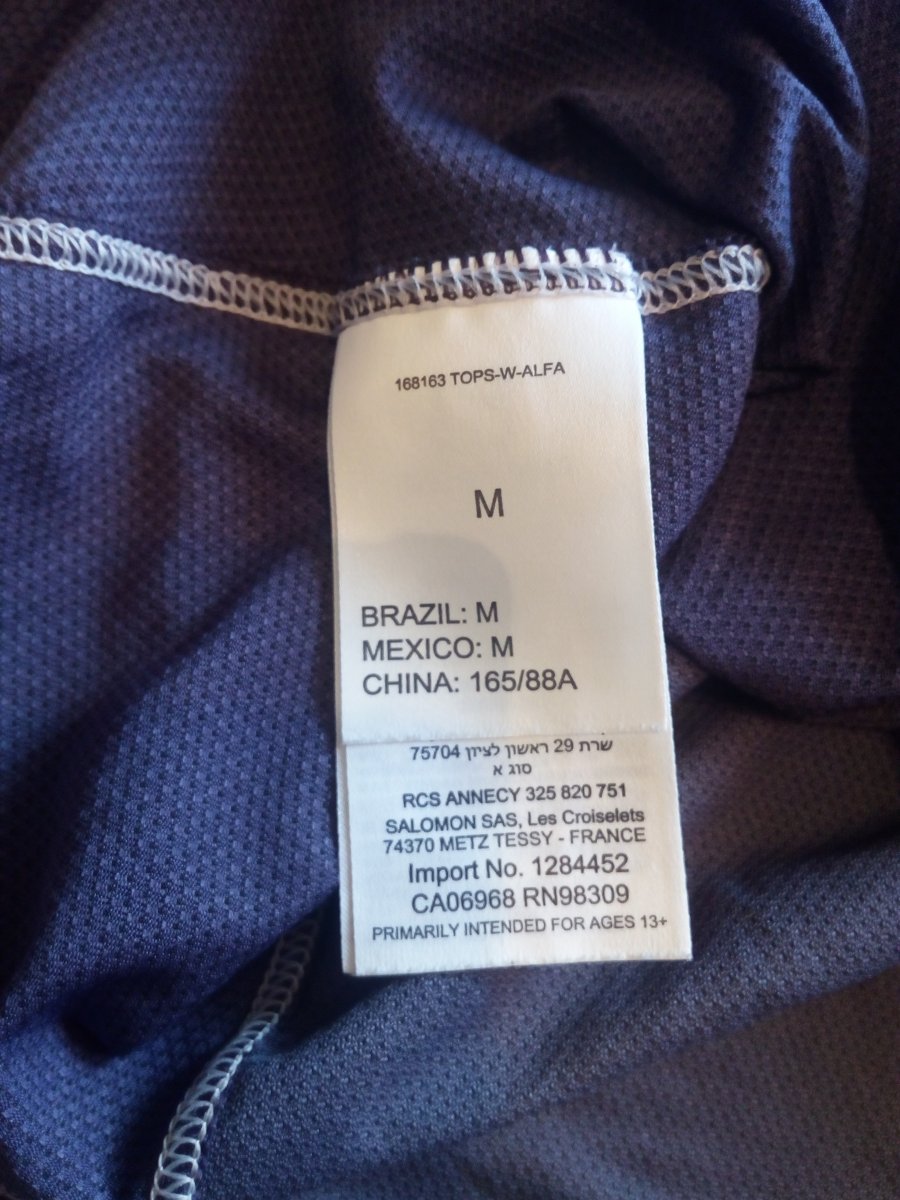 168163 TOPS-W-ALFA
M
BRAZIL: M
MEXICO: M
CHINA: 165/88A
שרת 29 ראשון לציון 75704
סוג א
RCS ANNECY 325 820 751
SALOMON SAS, Les Croiselets
74370 METZ TESSY - FRANCE
Import No. 1284452
CA06968 RN98309
PRIMARILY INTENDED FOR AGES 13+